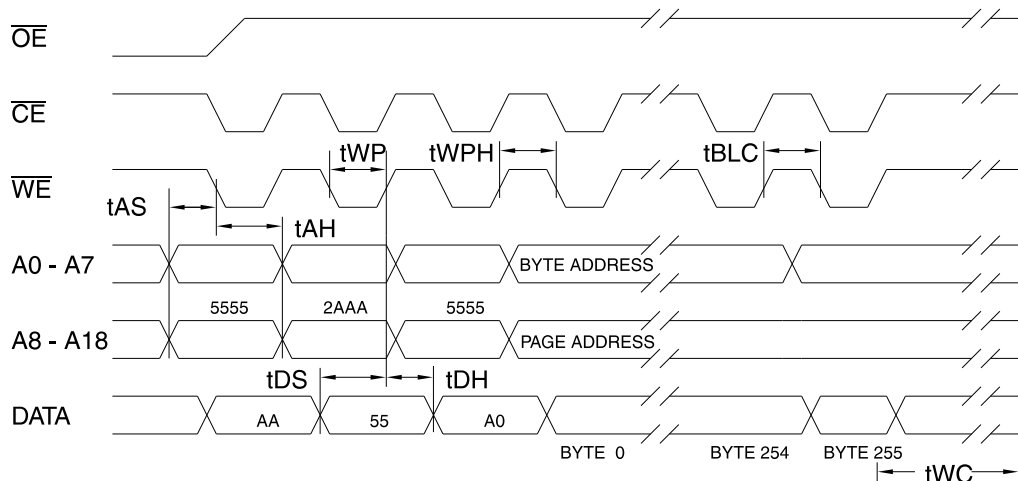 OE
CE
tWP tWPH tBLC
WE
tAS
tAH
A0 - A7 BYTE ADDRESS
5555 2AAA 5555
A8 - A18 PAGE ADDRESS
tDS tDH
DATA AA 55 A0
BYTE 0 BYTE 254 BYTE 255
tWC